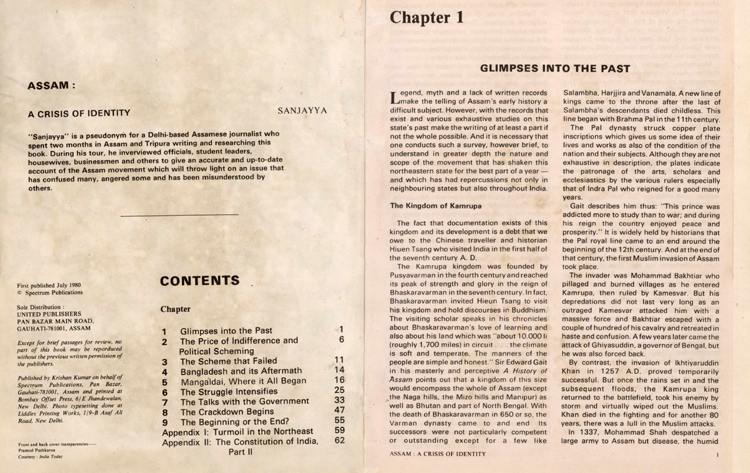 ASSAM :
A CRISIS OF IDENTITY
SANJAYYA
"Sanjayya" is a pseudonym for a Delhi-based Assamese journalist who
spent two months in Assam and Tripura writing and researching this
book. During his tour, he inverviewed officials, student leaders,
housewives, businessmen and others to give an accurate and up-to-date
account of the Assam movement which will throw light on an issue that
has confused many, angered some and has been misunderstood by
others.
First published July 1980
© Spectrum Publications
Sole Distribution :
UNITED PUBLISHERS
PAN BAZAR MAIN ROAD,
GAUHATI-781001, ASSAM
Except for brief passages for review, no
part of this book may be reproduced
without the previous written permission of
the publishers.
Published by Krishan Kumar on behalf of
Spectrum Publications, Pan Bazar,
Gauhati-781001, Assam and printed at
Bombay Offset Press, 6/E Jhandewalan,
New Delhi. Photo typesetting done at
Liddles Printing Works, 1/9-B Asaf Ali
Road, New Delhi.
Front and back cover transparencies—
Pramod Pushkarna
Courtesy: India Today
CONTENTS
Chapter
1 Glimpses into the Past 1
2 The Price of Indifference and 6
Political Scheming
3 The Scheme that Failed 11
4 Bangladesh and its Aftermath 14
5 Mangaldai, Where it All Began 16
6 The Struggle Intensifies 25
7 The Talks with the Government 33
8 The Crackdown Begins 47
9 The Beginning or the End? 55
Appendix I: Turmoil in the Northeast 59
Appendix II: The Constitution of India, 62
Part II
Chapter 1
GLIMPSES INTO THE PAST
Legend, myth and a lack of written records
make the telling of Assam's early history a
difficult subject. However, with the records that
exist and various exhaustive studies on this
state's past make the writing of at least a part if
not the whole possible. And it is necessary that
one conducts such a survey, however brief, to
understand in greater depth the nature and
scope of the movement that has shaken this
northeastern state for the best part of a year —
and which has had repercussions not only in
neighbouring states but also throughout India.
The Kingdom of Kamrupa
The fact that documentation exists of this
kingdom and its development is a debt that we
owe to the Chinese traveller and historian
Hiuen Tsang who visited India in the first half of
the seventh century A. D.
The Kamrupa kingdom was founded by
Pusyavarman in the fourth century and reached
its peak of strength and glory in the reign of
Bhaskaravarman in the seventh century. In fact,
Bhaskaravarman invited Hieun Tsang to visit
his kingdom and hold discourses in Buddhism.
The visiting scholar speaks in his chronicles
about Bhaskaravarman's love of learning and
also about his land which was "about 10.000 li
(roughly 1,700 miles) in circuit ... the climate
is soft and temperate. The manners of the
people are simple and honest." Sir Edward Gait
in his masterly and perceptive A History of
Assam points out that a kingdom of this size
would encompass the whole of Assam (except
the Naga hills, the Mizo hills and Manipur) as
well as Bhutan and part of North Bengal. With
the death of Bhaskaravarman in 650 or so, the
Varman dynasty came to and end. Its
successors were not particularly competent
or outstanding except for a few like
Salambha, Harjjira and Vanamala. A new line of
kings came to the throne after the last of
Salambha's descendants died childless. This
line began with Brahma Pal in the 11th century.
The Pal dynasty struck copper plate
inscriptions which gives us some idea of their
lives and works as also of the condition of the
nation and their subjects. Although they are not
exhaustive in description, the plates indicate
the patronage of the arts, scholars and
ecclesiastics by the various rulers especially
that of Indra Pal who reigned for a good many
years.
Gait describes him thus: "This prince was
addicted more to study than to war; and during
his reign the country enjoyed peace and
prosperity." It is widely held by historians that
the Pal royal line came to an end around the
beginning of the 12th century. And at the end of
that century, the first Muslim invasion of Assam
took place.
The invader was Mohammad Bakhtiar who
pillaged and burned villages as he entered
Kamrupa, then ruled by Kamesvar. But his
depredations did not last very long as an
outraged Kamesvar attacked him with a
massive force and Bakhtiar escaped with a
couple of hundred of his cavalry and retreated in
haste and confusion. A few years later came the
attack of Ghiyasuddin, a governor of Bengal, but
he was also forced back.
By contrast, the invasion of Ikhtiyaruddin
Khan in 1257 A.D. proved temporarily
successful. But once the rains set in and the
subsequent floods, the Kamrupa king
returned to the battlefield, took his enemy by
storm and virtually wiped out the Muslims.
Khan died in the fighting and for another 80
years, there was a lull in the Muslim attacks.
In 1337, Mohammad Shah despatched a
large army to Assam but disease, the humid
ASSAM : A CRISIS OF IDENTITY
1